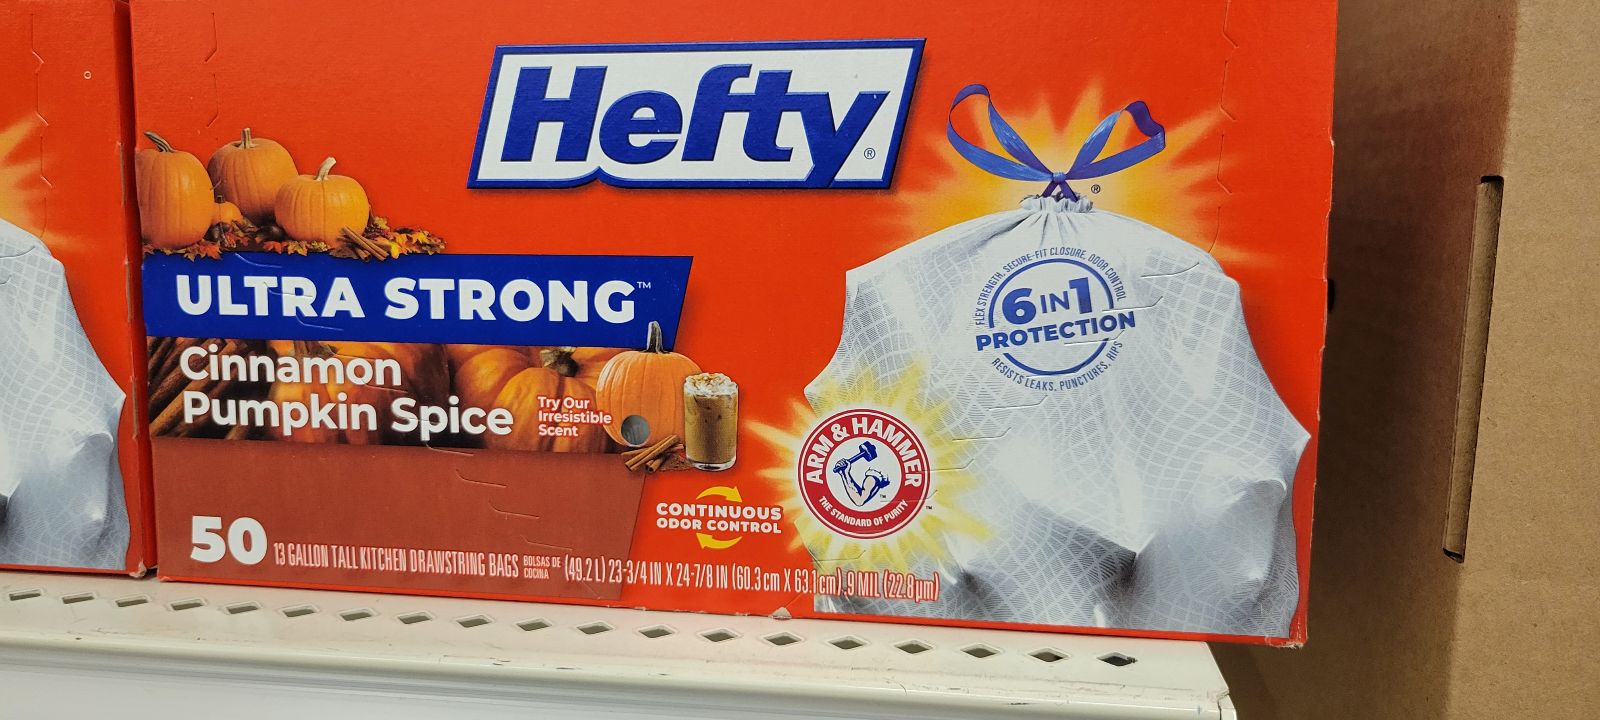 Hefty®
ULTRA STRONG™
Cinnamon
Pumpkin Spice
Try Our
Irresistible
Scent
®
FLEX STRENGTH, SECURE-FIT CLOSURE, ODOR CONTROL
6 IN 1
PROTECTION
RESISTS LEAKS, PUNCTURES, RIPS
ARM & HAMMER
™
THE STANDARD OF PURITY
™
CONTINUOUS
ODOR CONTROL
50 13 GALLON TALL KITCHEN DRAWSTRING BAGS BOLSAS DE COCINA (49.2 L) 23-3/4 IN X 24-7/8 IN (60.3 cm X 63.1 cm) .9 MIL (22.8 µm)